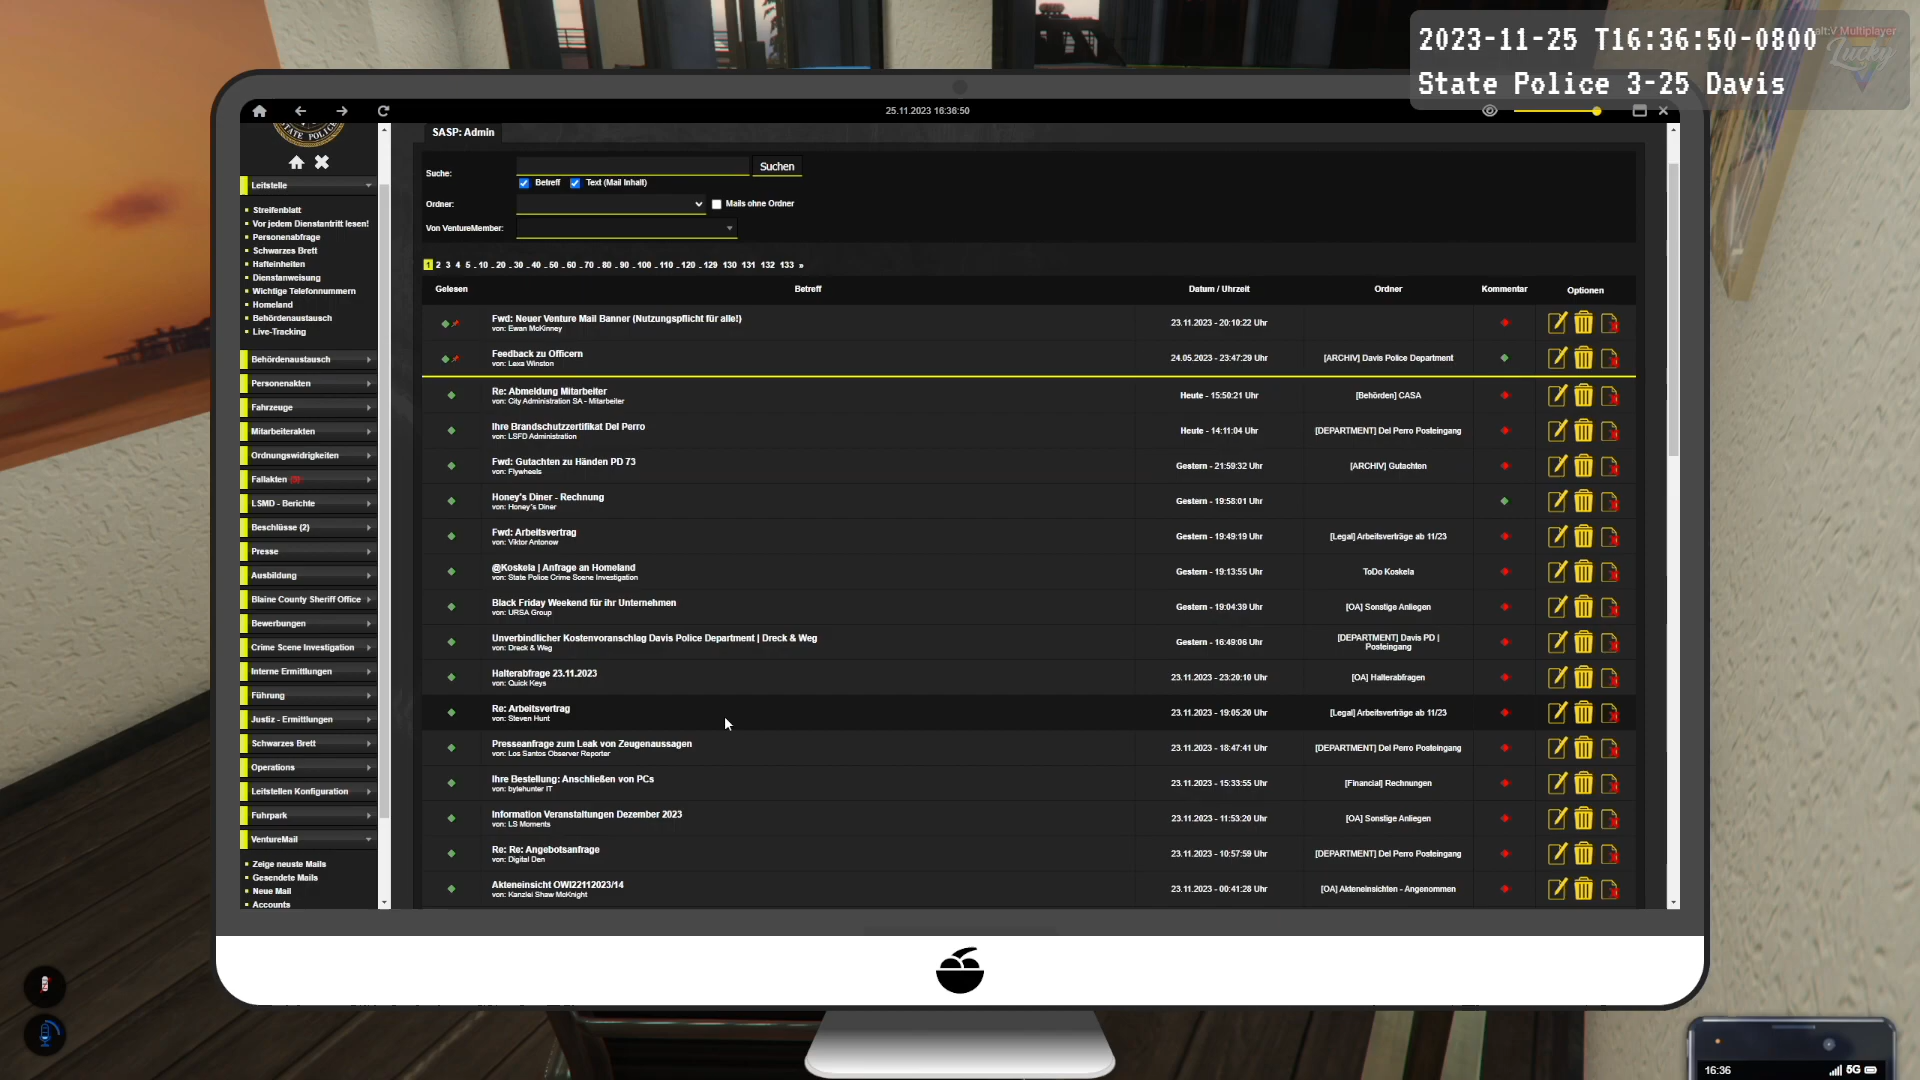 2023-11-25 T16:36:50-0800
State Police 3-25 Davis
alt:V Multiplayer
Lucky
25.11.2023 16:36:50
STATE POLICE
Leitstelle
Streifenblatt
Vor jedem Dienstantritt lesen!
Personenabfrage
Schwarzes Brett
Hafteinheiten
Dienstanweisung
Wichtige Telefonnummern
Homeland
Behördenaustausch
Live-Tracking
Behördenaustausch
Personenakten
Fahrzeuge
Mitarbeiterakten
Ordnungswidrigkeiten
Fallakten
LSMD - Berichte
Beschlüsse (2)
Presse
Ausbildung
Blaine County Sheriff Office
Bewerbungen
Crime Scene Investigation
Interne Ermittlungen
Führung
Justiz - Ermittlungen
Schwarzes Brett
Operations
Leitstellen Konfiguration
Fuhrpark
VentureMail
Zeige neuste Mails
Gesendete Mails
Neue Mail
Accounts
SASP: Admin
Suche: Suchen
Betreff Text (Mail Inhalt)
Ordner: Mails ohne Ordner
Von VentureMember:
1 2 3 4 5 .. 10 .. 20 .. 30 .. 40 .. 50 .. 60 .. 70 .. 80 .. 90 .. 100 .. 110 .. 120 .. 129 130 131 132 133 »
Gelesen Betreff Datum / Uhrzeit Ordner Kommentar Optionen
Fwd: Neuer Venture Mail Banner (Nutzungspflicht für alle!) 23.11.2023 - 20:10:22 Uhr
von: Ewan McKinney
Feedback zu Officern 24.05.2023 - 23:47:29 Uhr [ARCHIV] Davis Police Department
von: Lexa Winston
Re: Abmeldung Mitarbeiter Heute - 15:50:21 Uhr [Behörden] CASA
von: City Administration SA - Mitarbeiter
Ihre Brandschutzzertifikat Del Perro Heute - 14:11:04 Uhr [DEPARTMENT] Del Perro Posteingang
von: LSFD Administration
Fwd: Gutachten zu Händen PD 73 Gestern - 21:59:32 Uhr [ARCHIV] Gutachten
von: Flywheels
Honey's Diner - Rechnung Gestern - 19:58:01 Uhr
von: Honey's Diner
Fwd: Arbeitsvertrag Gestern - 19:49:19 Uhr [Legal] Arbeitsverträge ab 11/23
von: Viktor Antonow
@Koskela | Anfrage an Homeland Gestern - 19:13:55 Uhr ToDo Koskela
von: State Police Crime Scene Investigation
Black Friday Weekend für ihr Unternehmen Gestern - 19:04:39 Uhr [OA] Sonstige Anliegen
von: URSA Group
Unverbindlicher Kostenvoranschlag Davis Police Department | Dreck & Weg Gestern - 16:49:06 Uhr [DEPARTMENT] Davis PD | Posteingang
von: Dreck & Weg
Halterabfrage 23.11.2023 23.11.2023 - 23:20:10 Uhr [OA] Halterabfragen
von: Quick Keys
Re: Arbeitsvertrag 23.11.2023 - 19:05:20 Uhr [Legal] Arbeitsverträge ab 11/23
von: Steven Hunt
Presseanfrage zum Leak von Zeugenaussagen 23.11.2023 - 18:47:41 Uhr [DEPARTMENT] Del Perro Posteingang
von: Los Santos Observer Reporter
Ihre Bestellung: Anschließen von PCs 23.11.2023 - 15:33:55 Uhr [Financial] Rechnungen
von: bytehunter IT
Information Veranstaltungen Dezember 2023 23.11.2023 - 11:53:20 Uhr [OA] Sonstige Anliegen
von: LS Moments
Re: Re: Angebotsanfrage 23.11.2023 - 10:57:59 Uhr [DEPARTMENT] Del Perro Posteingang
von: Digital Den
Akteneinsicht OWI22112023/14 23.11.2023 - 00:41:28 Uhr [OA] Akteneinsichten - Angenommen
von: Kanzlei Shaw McKnight
16:36 5G